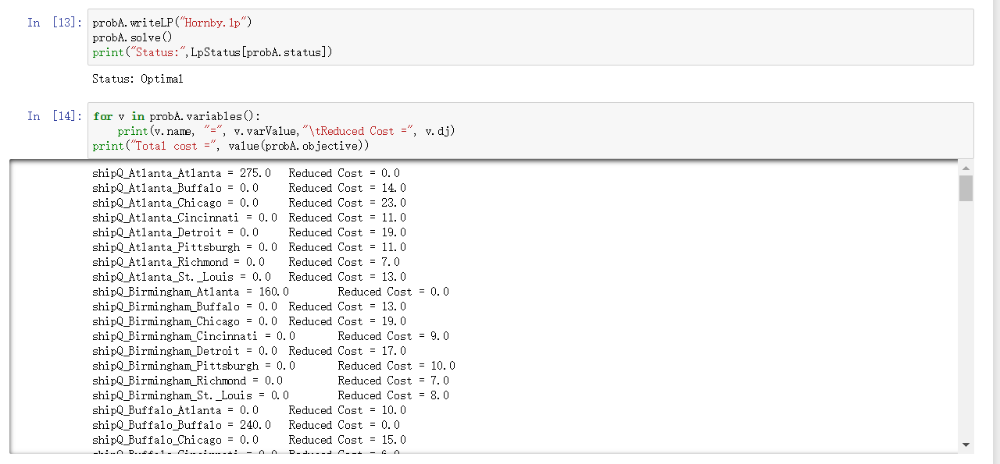 In [13]: probA.writeLP("Hornby.lp")
probA.solve()
print("Status:",LpStatus[probA.status])
Status: Optimal
In [14]: for v in probA.variables():
    print(v.name, "=", v.varValue,"\tReduced Cost =", v.dj)
print("Total cost =", value(probA.objective))
shipQ_Atlanta_Atlanta = 275.0 Reduced Cost = 0.0
shipQ_Atlanta_Buffalo = 0.0 Reduced Cost = 14.0
shipQ_Atlanta_Chicago = 0.0 Reduced Cost = 23.0
shipQ_Atlanta_Cincinnati = 0.0 Reduced Cost = 11.0
shipQ_Atlanta_Detroit = 0.0 Reduced Cost = 19.0
shipQ_Atlanta_Pittsburgh = 0.0 Reduced Cost = 11.0
shipQ_Atlanta_Richmond = 0.0 Reduced Cost = 7.0
shipQ_Atlanta_St._Louis = 0.0 Reduced Cost = 13.0
shipQ_Birmingham_Atlanta = 160.0 Reduced Cost = 0.0
shipQ_Birmingham_Buffalo = 0.0 Reduced Cost = 13.0
shipQ_Birmingham_Chicago = 0.0 Reduced Cost = 19.0
shipQ_Birmingham_Cincinnati = 0.0 Reduced Cost = 9.0
shipQ_Birmingham_Detroit = 0.0 Reduced Cost = 17.0
shipQ_Birmingham_Pittsburgh = 0.0 Reduced Cost = 10.0
shipQ_Birmingham_Richmond = 0.0 Reduced Cost = 7.0
shipQ_Birmingham_St._Louis = 0.0 Reduced Cost = 8.0
shipQ_Buffalo_Atlanta = 0.0 Reduced Cost = 10.0
shipQ_Buffalo_Buffalo = 240.0 Reduced Cost = 0.0
shipQ_Buffalo_Chicago = 0.0 Reduced Cost = 15.0